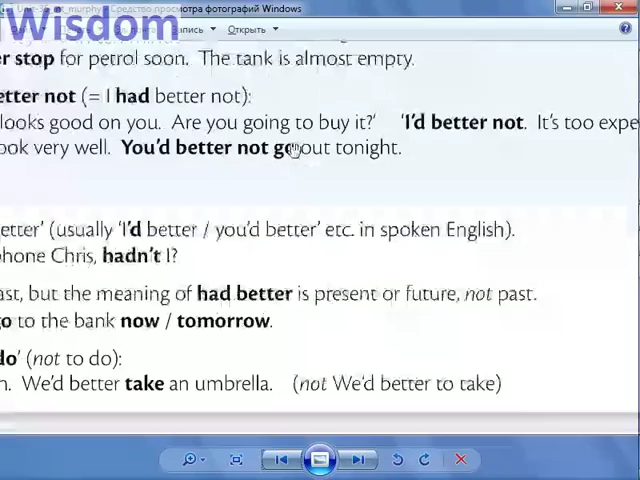 Wisdom
Средство просмотра фотографий Windows
Запись Открыть
er stop for petrol soon. The tank is almost empty.
etter not (= I had better not):
looks good on you. Are you going to buy it?' 'I'd better not. It's too expe
ook very well. You'd better not go out tonight.
etter' (usually 'I'd better / you'd better' etc. in spoken English).
phone Chris, hadn't I?
ast, but the meaning of had better is present or future, not past.
o to the bank now / tomorrow.
do' (not to do):
n. We'd better take an umbrella. (not We'd better to take)